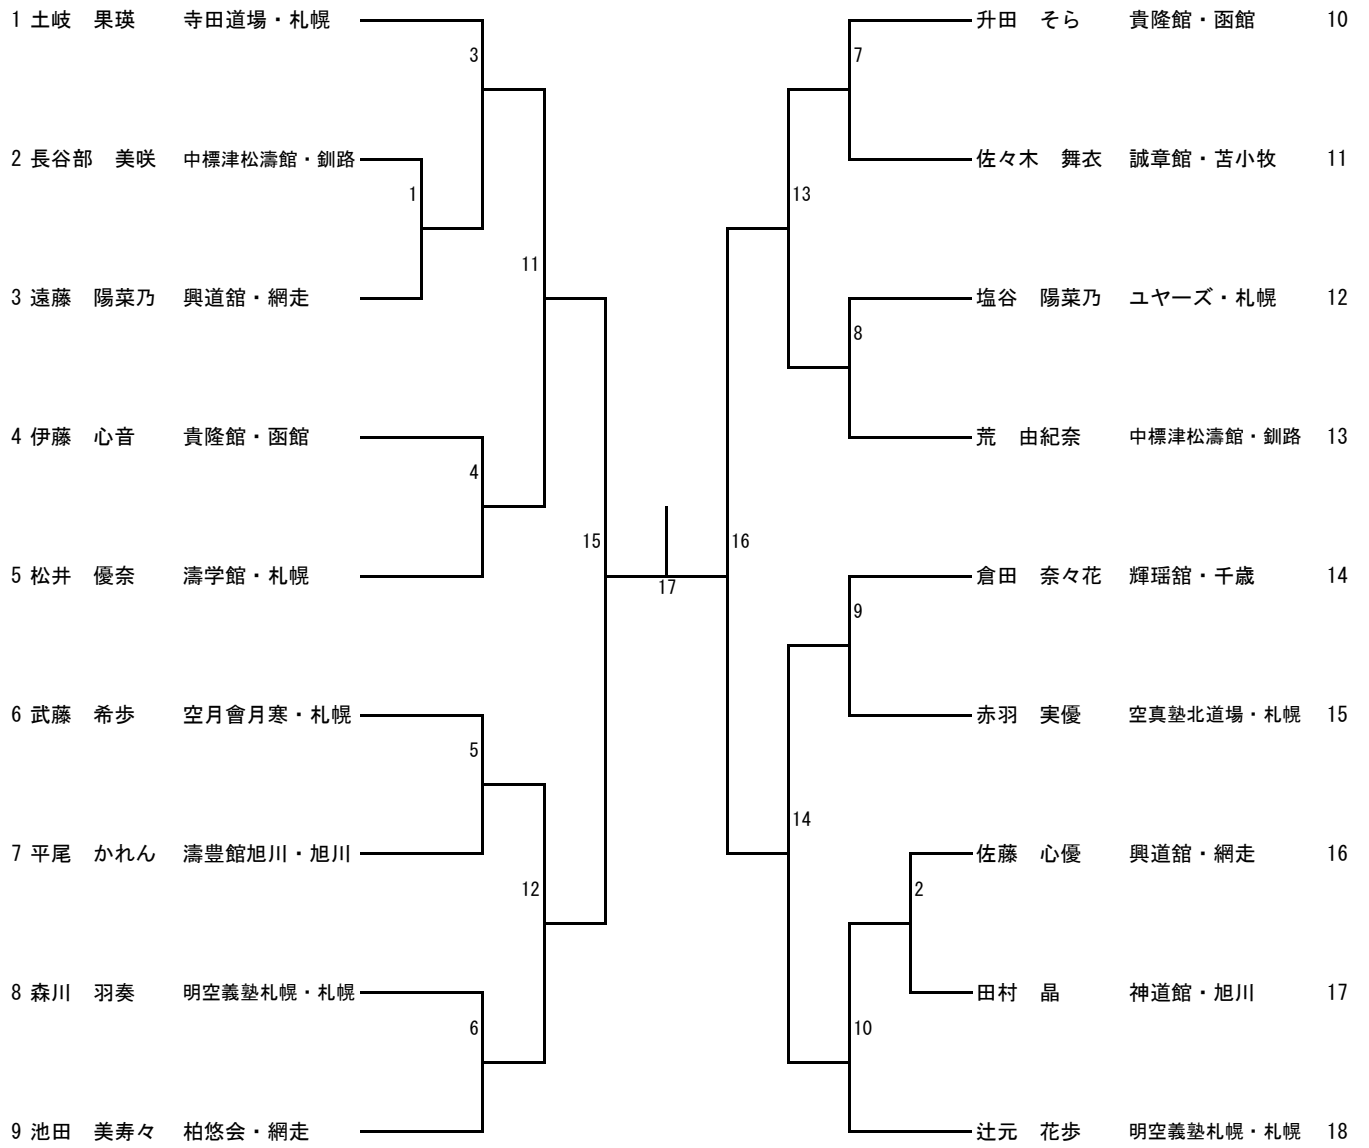 1 土岐　果瑛　寺田道場・札幌
3
2 長谷部　美咲　中標津松濤館・釧路
1
3 遠藤　陽菜乃　興道舘・網走
11
4 伊藤　心音　貴隆館・函館
4
5 松井　優奈　濤学館・札幌
15
6 武藤　希歩　空月會月寒・札幌
5
7 平尾　かれん　濤豊館旭川・旭川
12
8 森川　羽奏　明空義塾札幌・札幌
6
9 池田　美寿々　柏悠会・網走
17
升田　そら　貴隆館・函館　10
7
佐々木　舞衣　誠章館・苫小牧　11
13
塩谷　陽菜乃　ユヤーズ・札幌　12
8
荒　由紀奈　中標津松濤館・釧路　13
16
倉田　奈々花　輝瑶舘・千歳　14
9
赤羽　実優　空真塾北道場・札幌　15
14
佐藤　心優　興道舘・網走　16
2
田村　晶　神道館・旭川　17
10
辻元　花歩　明空義塾札幌・札幌　18